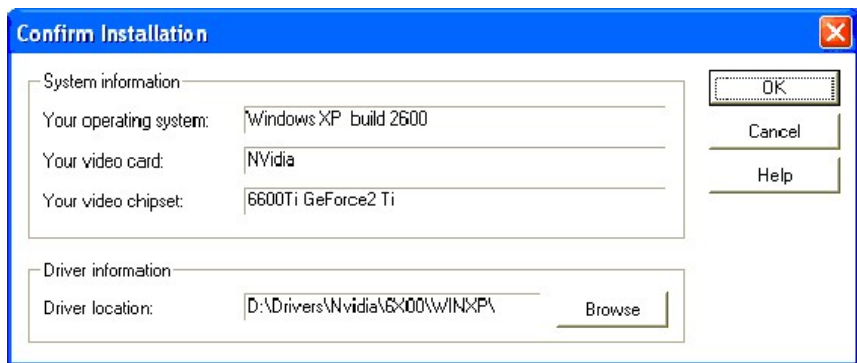 Confirm Installation
System information
Your operating system: Windows XP build 2600
Your video card: NVidia
Your video chipset: 6600Ti GeForce2 Ti
OK
Cancel
Help
Driver information
Driver location: D:\Drivers\Nvidia\6X00\WINXP\ Browse